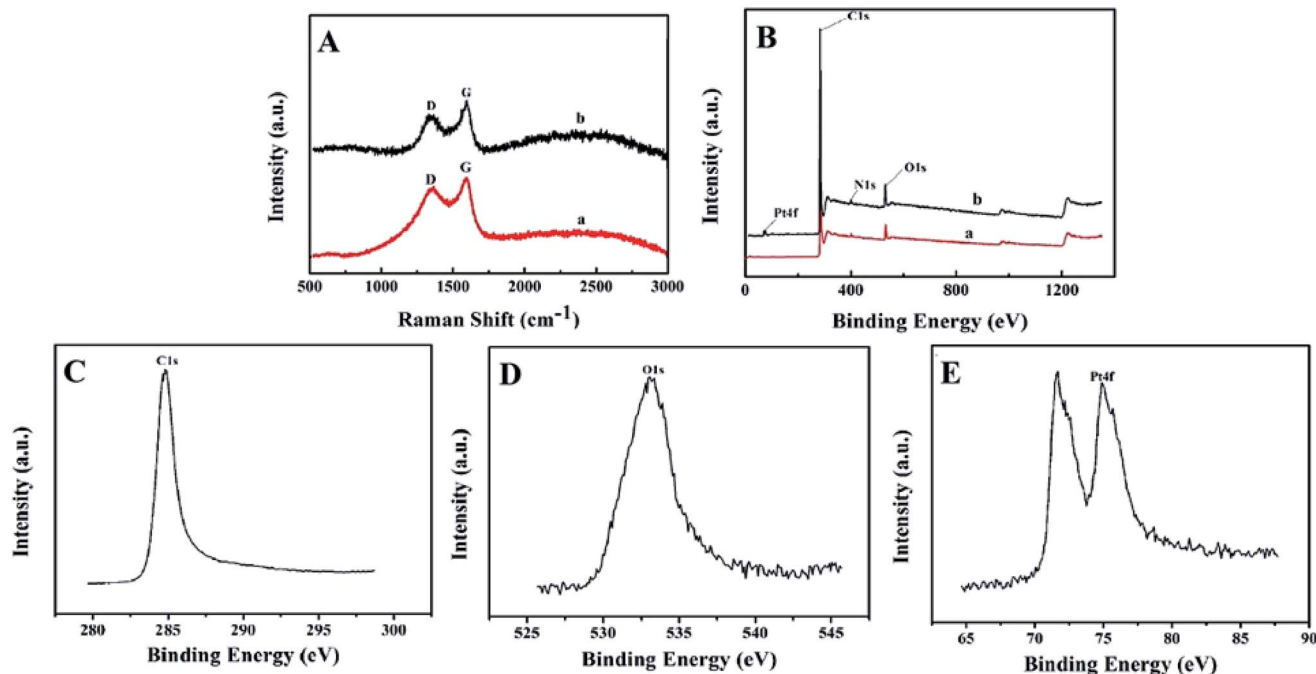 A
D
G
b
D
G
a
Intensity (a.u.)
500 1000 1500 2000 2500 3000
Raman Shift (cm-1)
B
C1s
Pt4f
N1s
O1s
b
a
Intensity (a.u.)
0 400 800 1200
Binding Energy (eV)
C
C1s
Intensity (a.u.)
280 285 290 295 300
Binding Energy (eV)
D
O1s
Intensity (a.u.)
525 530 535 540 545
Binding Energy (eV)
E
Pt4f
Intensity (a.u.)
65 70 75 80 85 90
Binding Energy (eV)